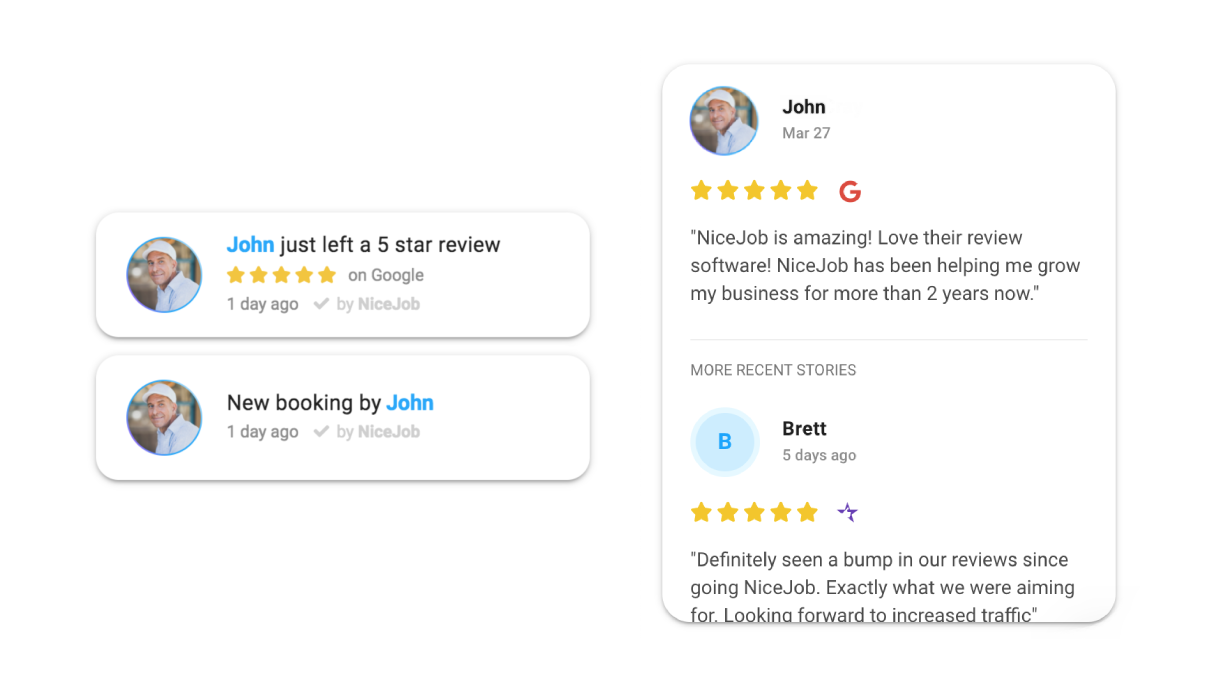 John just left a 5 star review
on Google
1 day ago by NiceJob
New booking by John
1 day ago by NiceJob
John
Mar 27
G
"NiceJob is amazing! Love their review
software! NiceJob has been helping me grow
my business for more than 2 years now."
MORE RECENT STORIES
B
Brett
5 days ago
"Definitely seen a bump in our reviews since
going NiceJob. Exactly what we were aiming
for. Looking forward to increased traffic"